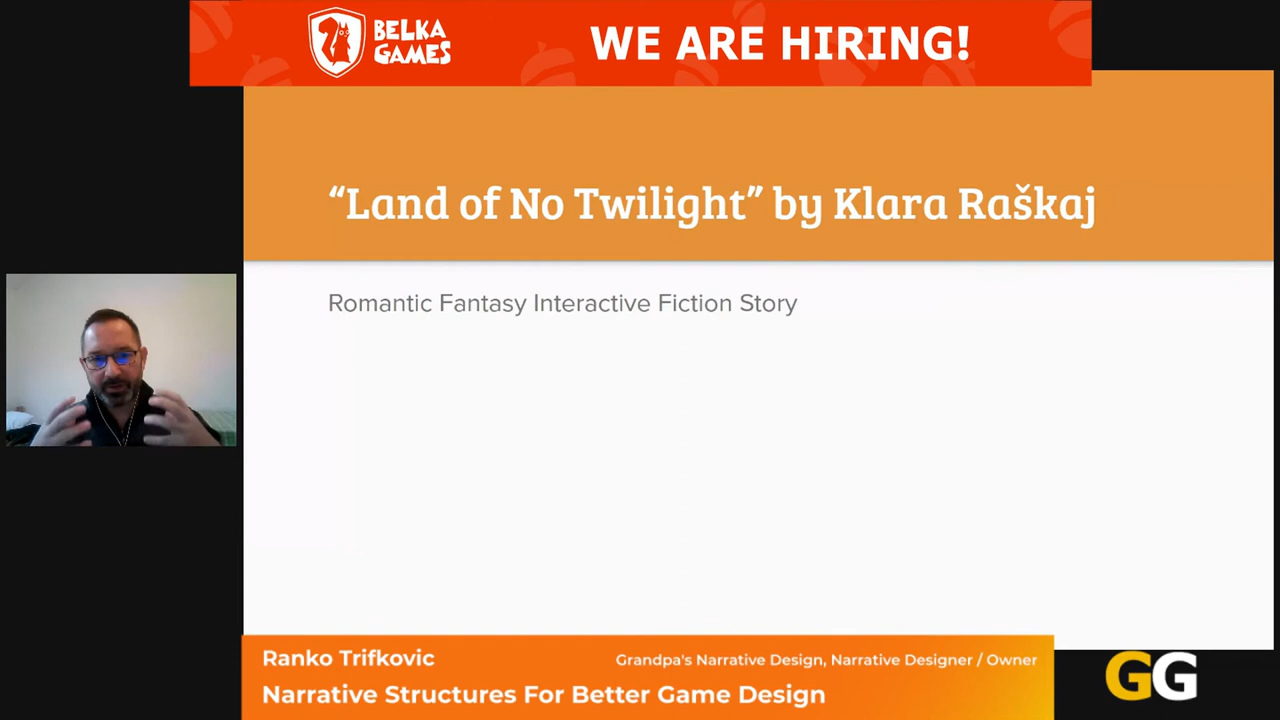 BELKA
GAMES
WE ARE HIRING!
“Land of No Twilight” by Klara Raškaj
Romantic Fantasy Interactive Fiction Story
Ranko Trifkovic
Grandpa's Narrative Design, Narrative Designer / Owner
Narrative Structures For Better Game Design
GG